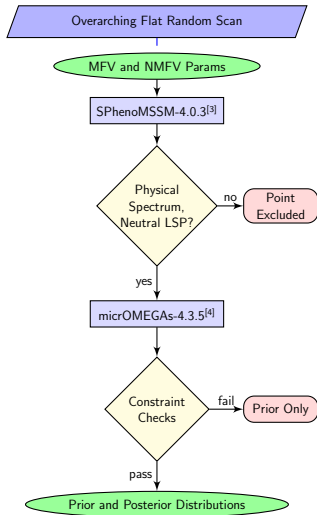 Overarching Flat Random Scan
MFV and NMFV Params
SPhenoMSSM-4.0.3[3]
Physical
Spectrum,
Neutral LSP?
no
Point
Excluded
yes
micrOMEGAs-4.3.5[4]
Constraint
Checks
fail
Prior Only
pass
Prior and Posterior Distributions